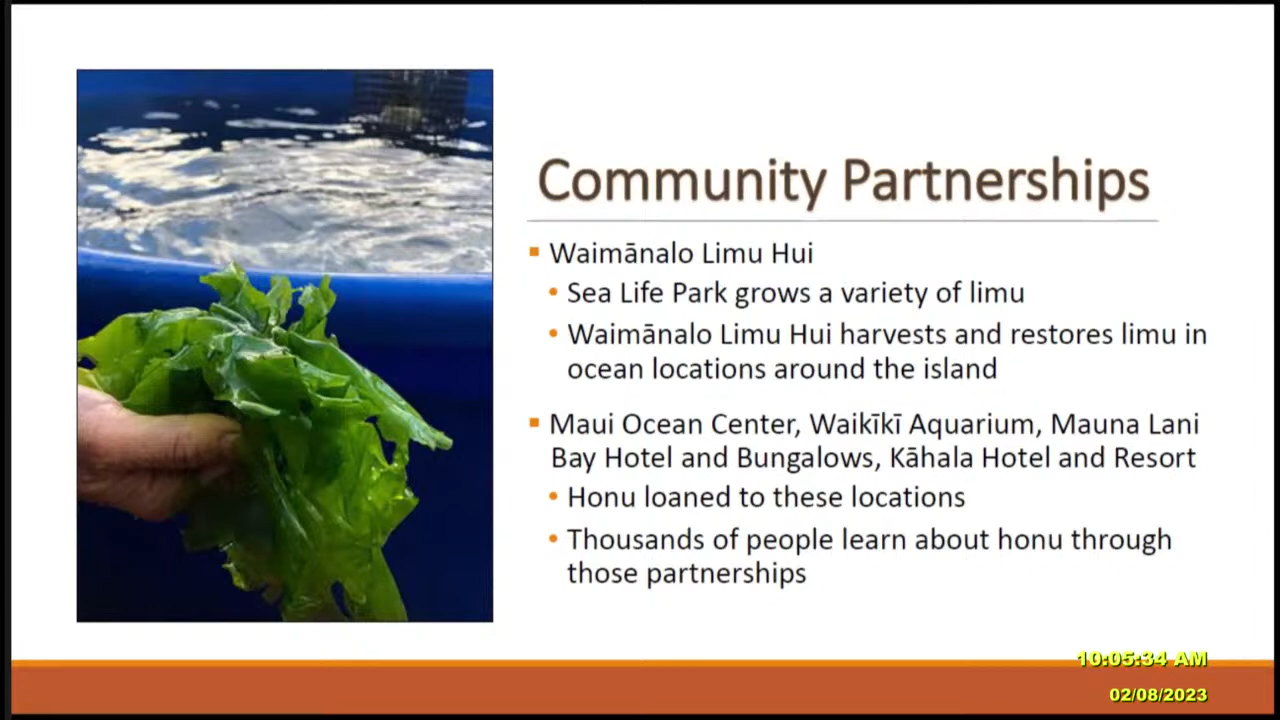 Community Partnerships
▪ Waimānalo Limu Hui
• Sea Life Park grows a variety of limu
• Waimānalo Limu Hui harvests and restores limu in
ocean locations around the island
▪ Maui Ocean Center, Waikīkī Aquarium, Mauna Lani
Bay Hotel and Bungalows, Kāhala Hotel and Resort
• Honu loaned to these locations
• Thousands of people learn about honu through
those partnerships
10:05:34 AM
02/08/2023